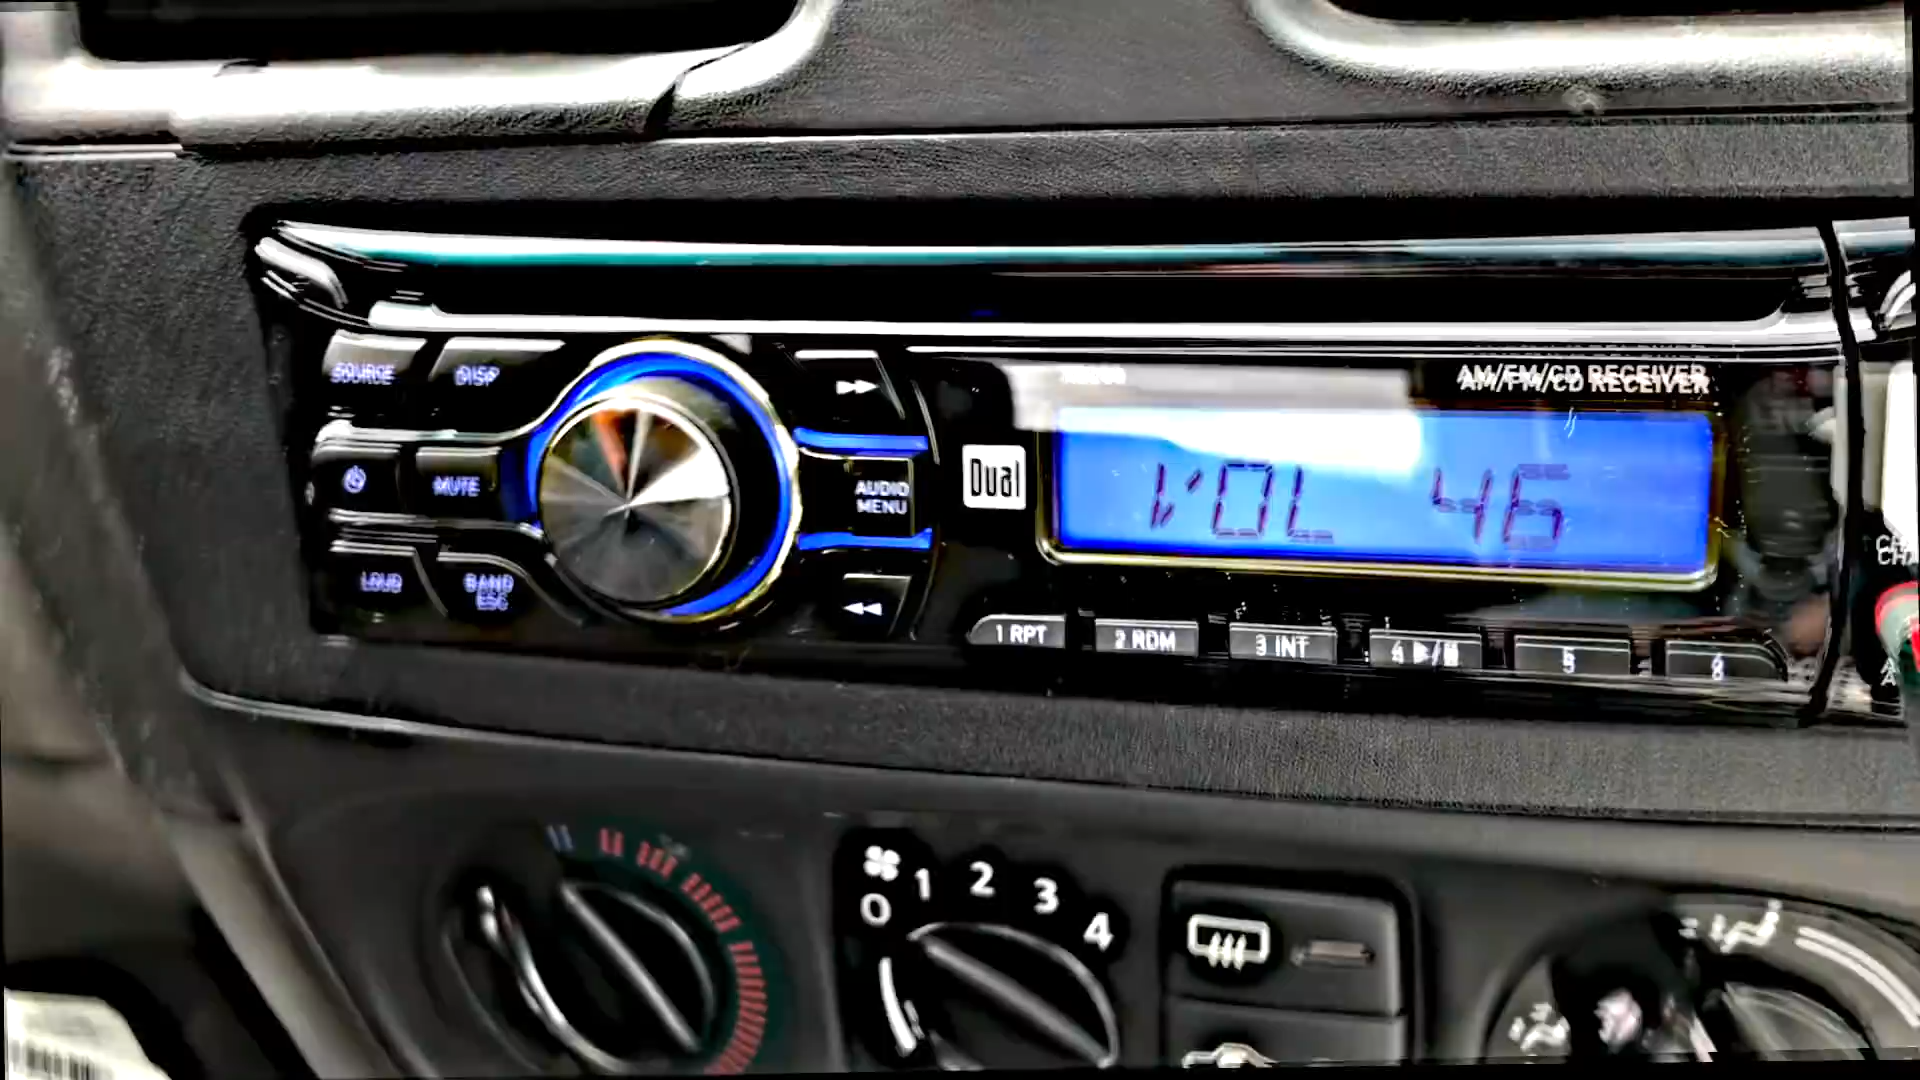 SOURCE
DISP
AM/FM/CD RECEIVER
MUTE
AUDIO
MENU
Dual
VOL 46
LOUD
BAND
ESC
1 RPT
2 RDM
3 INT
4
5
6
0 1 2 3 4